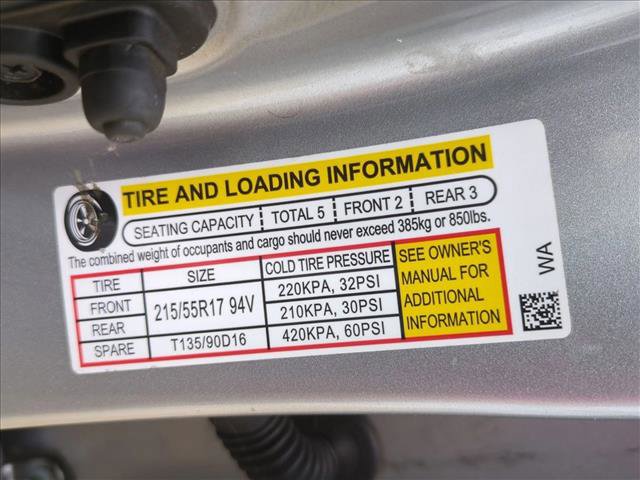 TIRE AND LOADING INFORMATION
SEATING CAPACITY TOTAL 5 FRONT 2 REAR 3
The combined weight of occupants and cargo should never exceed 385kg or 850lbs.
TIRE SIZE COLD TIRE PRESSURE
FRONT 215/55R17 94V 220KPA, 32PSI
REAR 210KPA, 30PSI
SPARE T135/90D16 420KPA, 60PSI
SEE OWNER'S
MANUAL FOR
ADDITIONAL
INFORMATION
WA